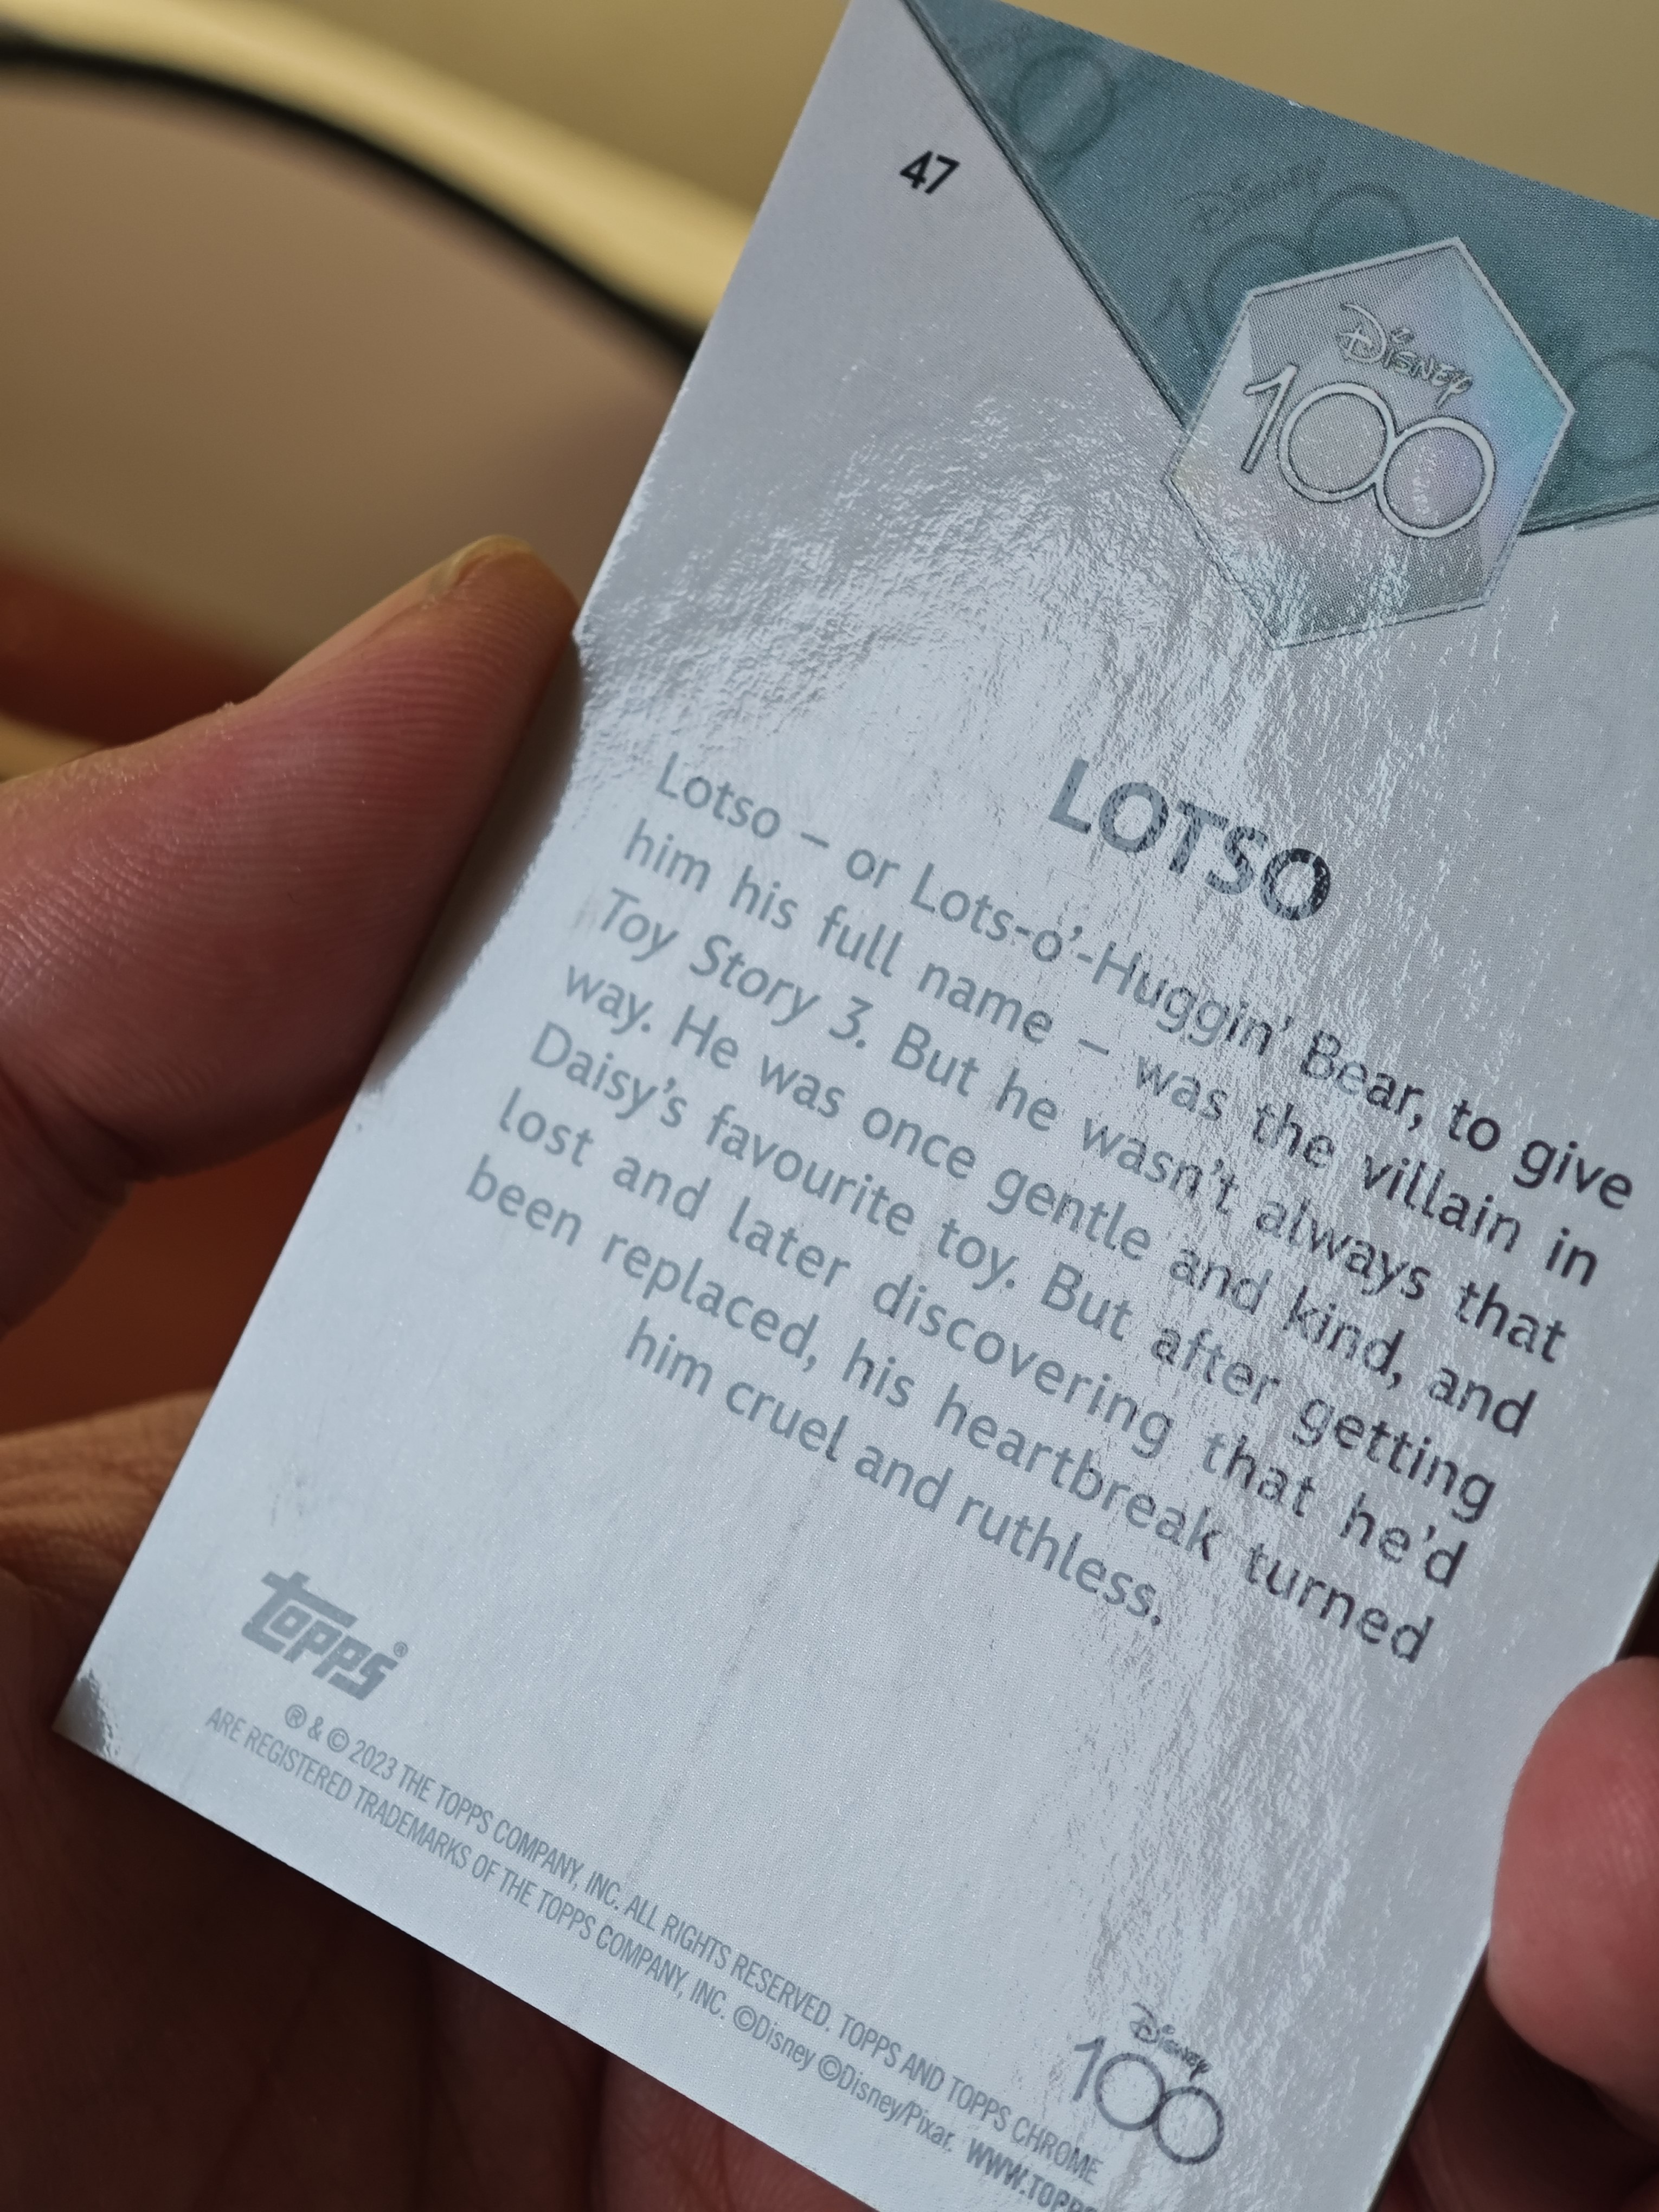 47
Disney
100
LOTSO
Lotso – or Lots-o’-Huggin’ Bear, to give
him his full name – was the villain in
Toy Story 3. But he wasn’t always that
way. He was once gentle and kind, and
Daisy’s favourite toy. But after getting
lost and later discovering that he’d
been replaced, his heartbreak turned
him cruel and ruthless.
topps®
® & © 2023 THE TOPPS COMPANY, INC. ALL RIGHTS RESERVED. TOPPS AND TOPPS CHROME
ARE REGISTERED TRADEMARKS OF THE TOPPS COMPANY, INC. ©Disney ©Disney/Pixar. WWW.TOPPS
Disney
100